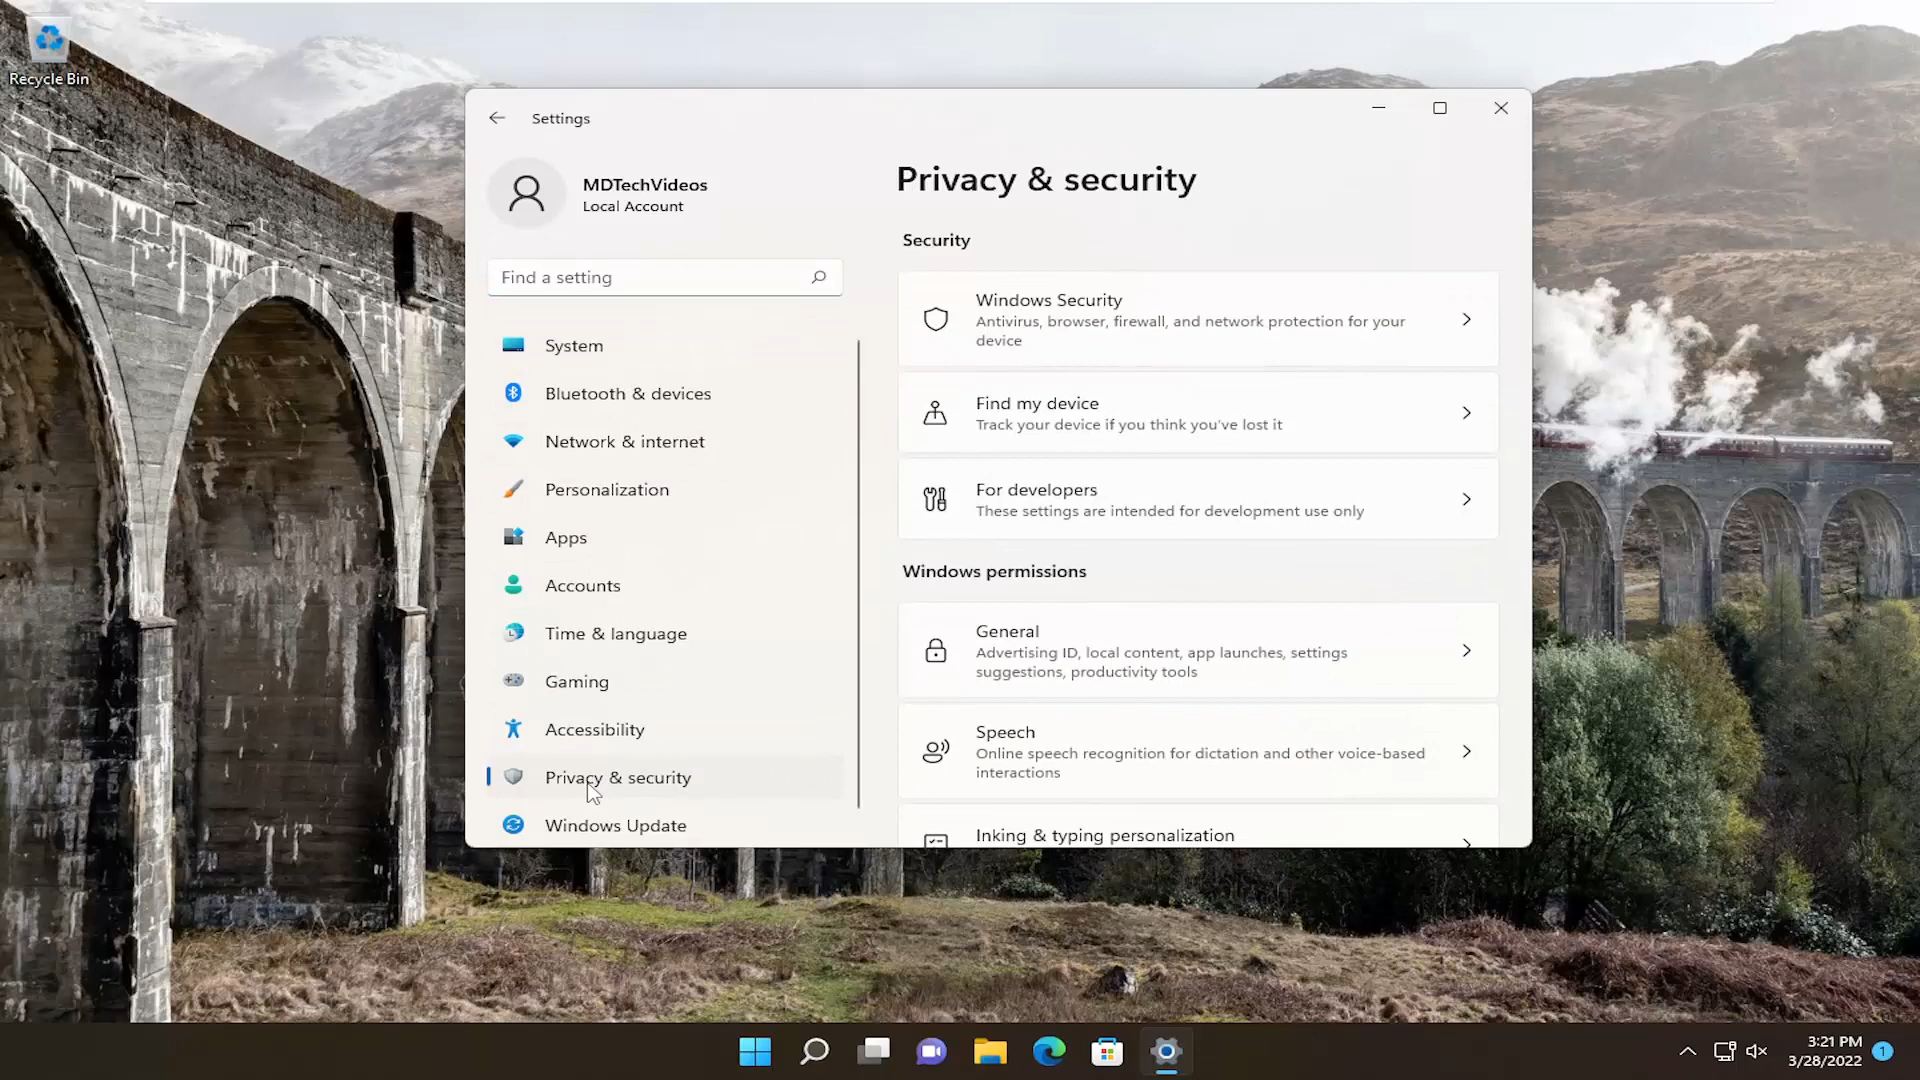 Recycle Bin
Settings
MDTechVideos
Local Account
Find a setting
System
Bluetooth & devices
Network & internet
Personalization
Apps
Accounts
Time & language
Gaming
Accessibility
Privacy & security
Windows Update
Privacy & security
Security
Windows Security
Antivirus, browser, firewall, and network protection for your
device
Find my device
Track your device if you think you've lost it
For developers
These settings are intended for development use only
Windows permissions
General
Advertising ID, local content, app launches, settings
suggestions, productivity tools
Speech
Online speech recognition for dictation and other voice-based
interactions
Inking & typing personalization
3:21 PM
3/28/2022
1